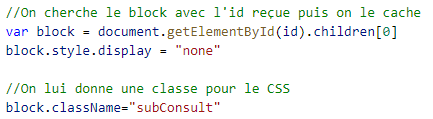 //On cherche le block avec l'id reçue puis on le cache
var block = document.getElementById(id).children[0]
block.style.display = "none"
//On lui donne une classe pour le CSS
block.className="subConsult"